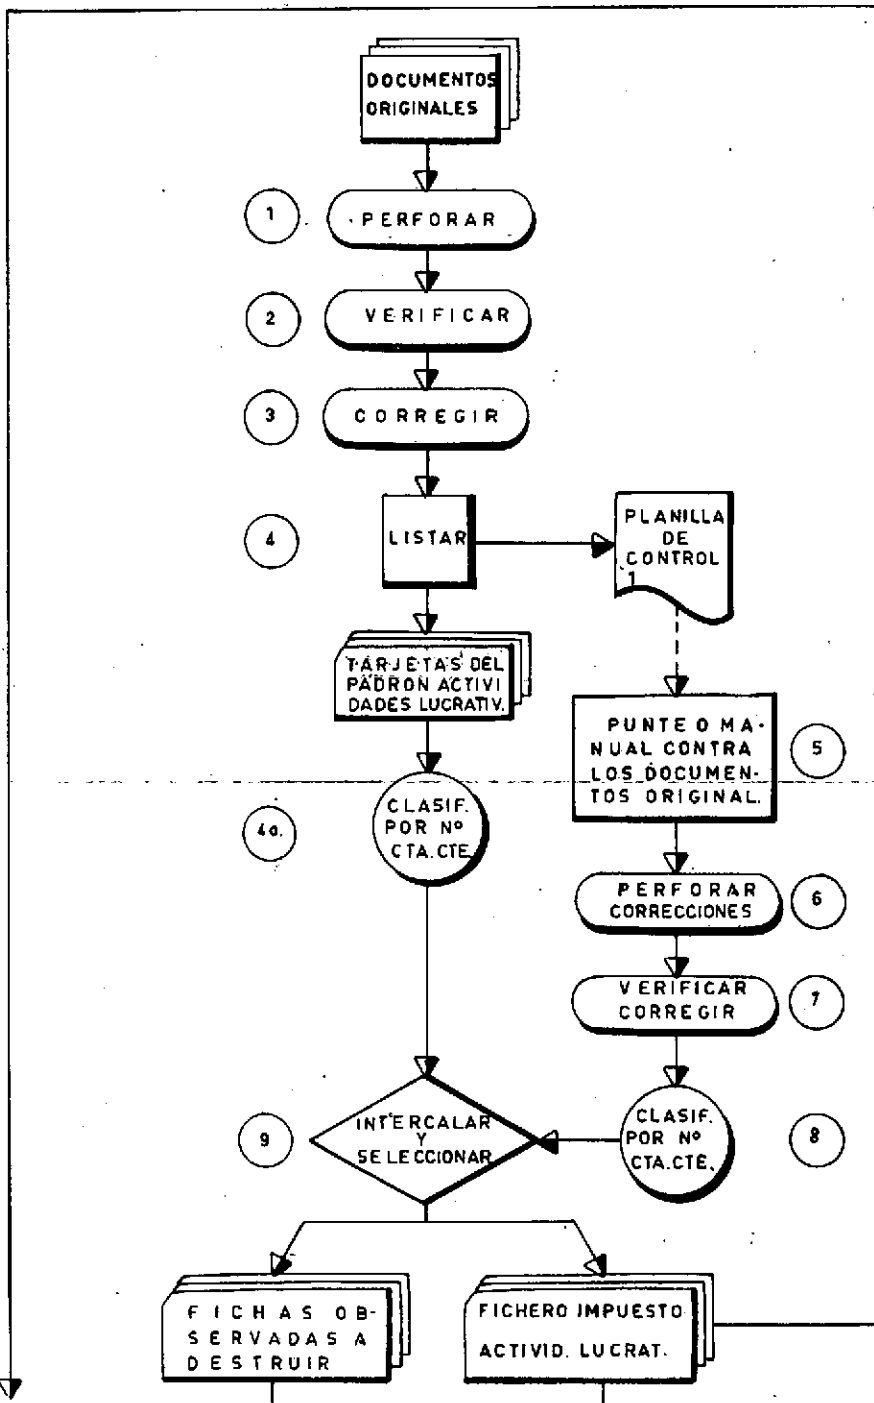 DOCUMENTOS
ORIGINALES
1
PERFORAR
2
VERIFICAR
3
CORREGIR
4
LISTAR
PLANILLA
DE
CONTROL
1
TARJETAS DEL
PADRON ACTIVI
DADES LUCRATIV.
PUNTEO MA-
NUAL CONTRA
LOS DOCUMEN-
TOS ORIGINAL.
5
4a.
CLASIF.
POR Nº
CTA.CTE.
PERFORAR
CORRECCIONES
6
VERIFICAR
CORREGIR
7
9
INTERCALAR
Y
SELECCIONAR
CLASIF.
POR Nº
CTA.CTE.
8
FICHAS OB-
SERVADAS A
DESTRUIR
FICHERO IMPUESTO
ACTIVID. LUCRAT.